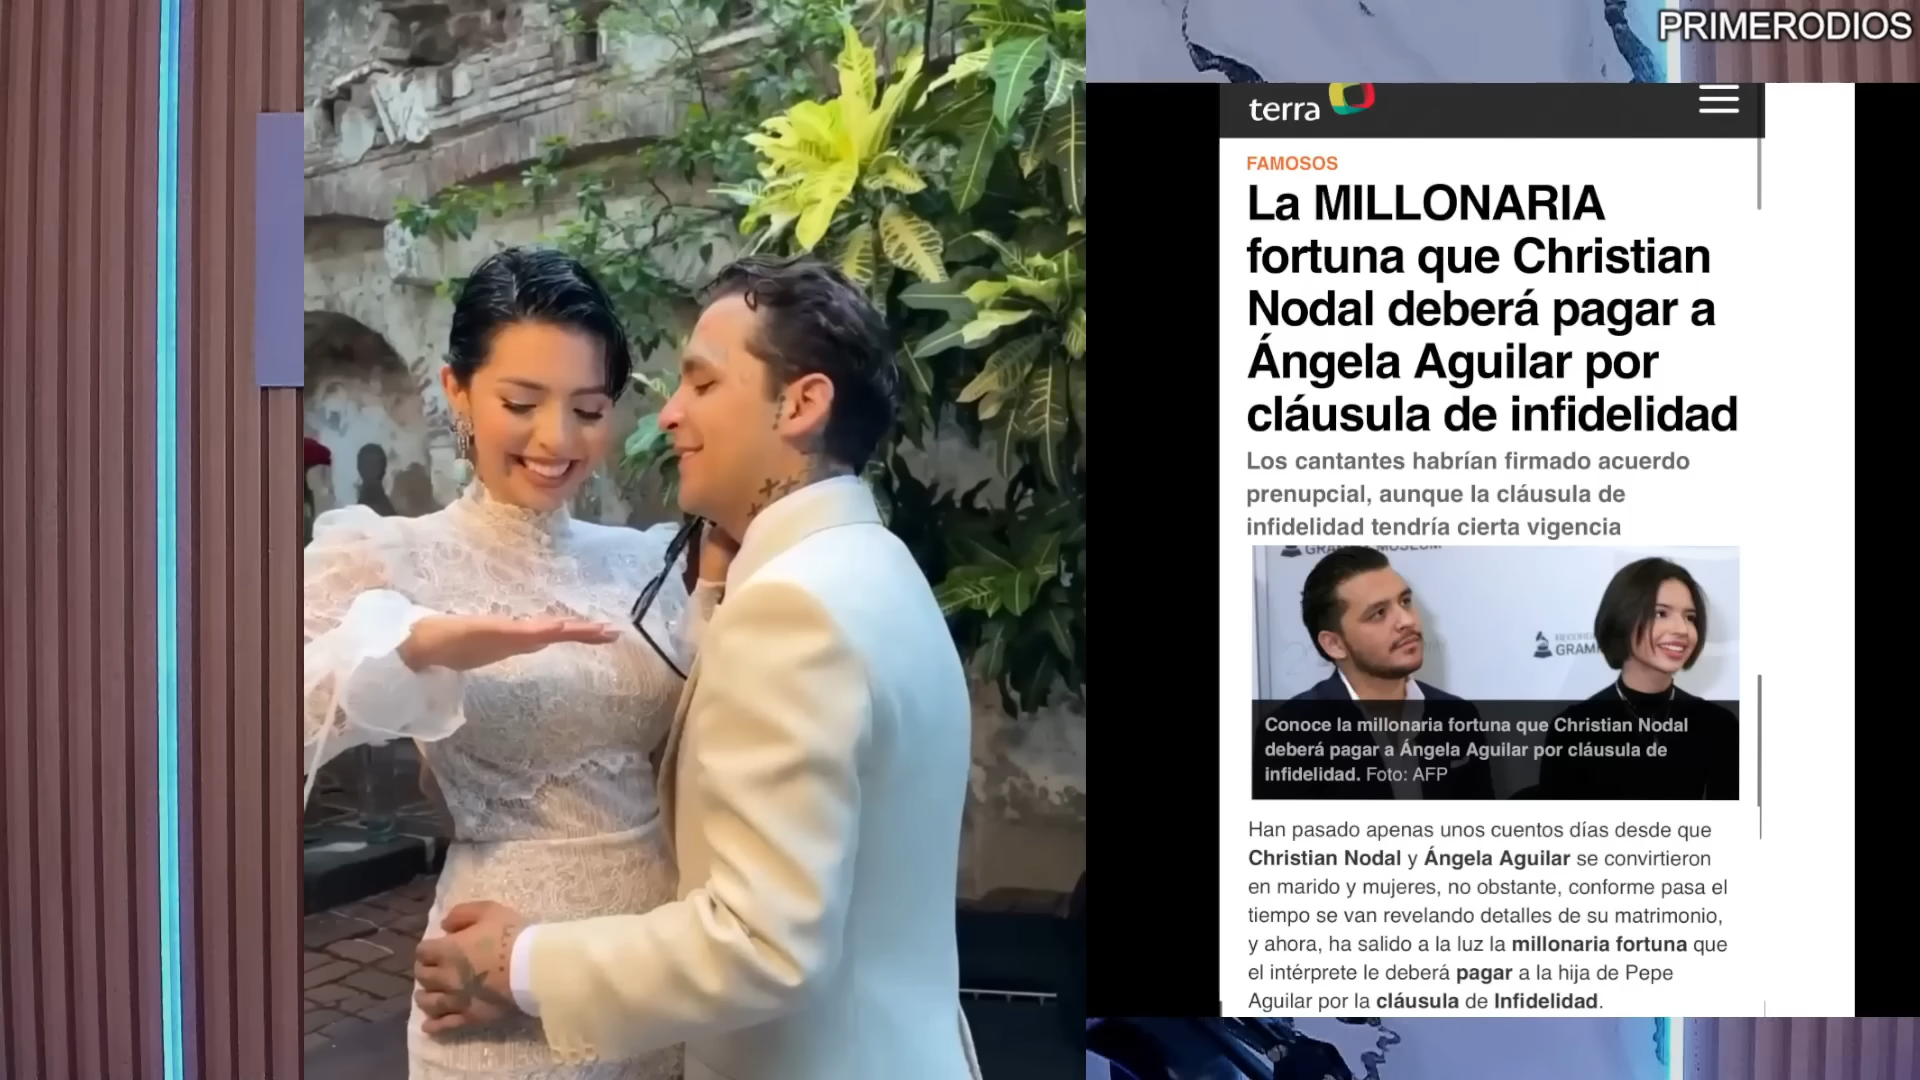 PRIMERODIOS
terra
FAMOSOS
La MILLONARIA
fortuna que Christian
Nodal deberá pagar a
Ángela Aguilar por
cláusula de infidelidad
Los cantantes habrían firmado acuerdo
prenupcial, aunque la cláusula de
infidelidad tendría cierta vigencia
GRAMMY MUSEUM
Conoce la millonaria fortuna que Christian Nodal
deberá pagar a Ángela Aguilar por cláusula de
infidelidad. Foto: AFP
Han pasado apenas unos cuentos días desde que
Christian Nodal y Ángela Aguilar se convirtieron
en marido y mujeres, no obstante, conforme pasa el
tiempo se van revelando detalles de su matrimonio,
y ahora, ha salido a la luz la millonaria fortuna que
el intérprete le deberá pagar a la hija de Pepe
Aguilar por la cláusula de Infidelidad.